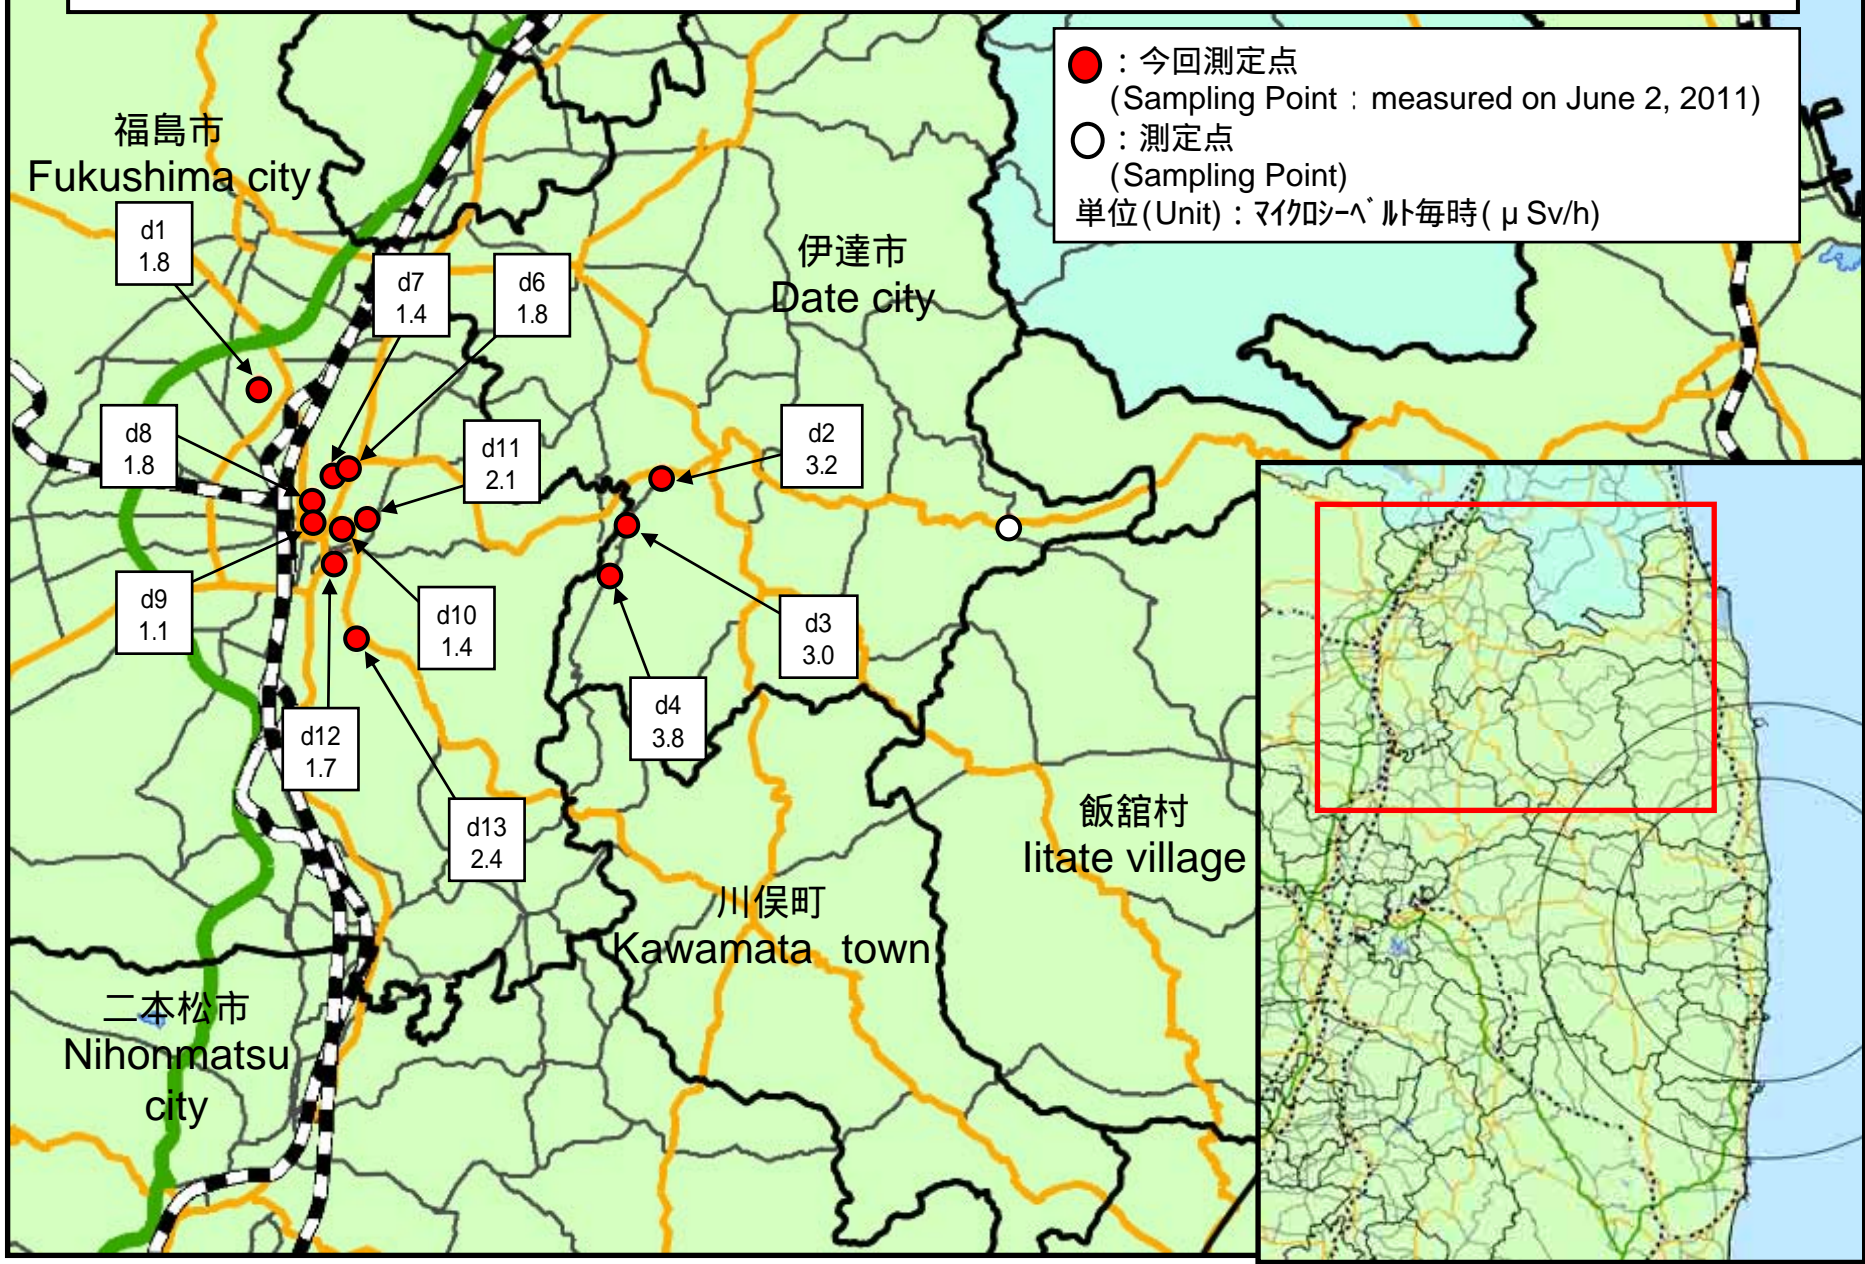 ：今回測定点
(Sampling Point：measured on June 2, 2011)
：測定点
(Sampling Point)
単位(Unit)：ﾏｲｸﾛｼｰﾍﾞﾙﾄ毎時( μ Sv/h)
福島市
Fukushima city
d1
1.8
伊達市
Date city
d7
1.4
d6
1.8
d8
1.8
d11
2.1
d2
3.2
d9
1.1
d10
1.4
d3
3.0
d4
3.8
d12
1.7
d13
2.4
飯舘村
Iitate village
川俣町
Kawamata town
二本松市
Nihonmatsu
city